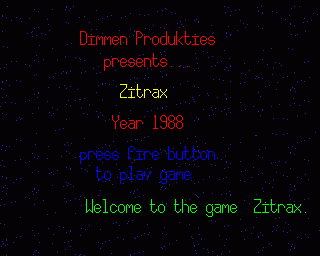 Dimmen Produkties
presents
Zitrax
Year 1988
press fire button
to play game
Welcome to the game Zitrax